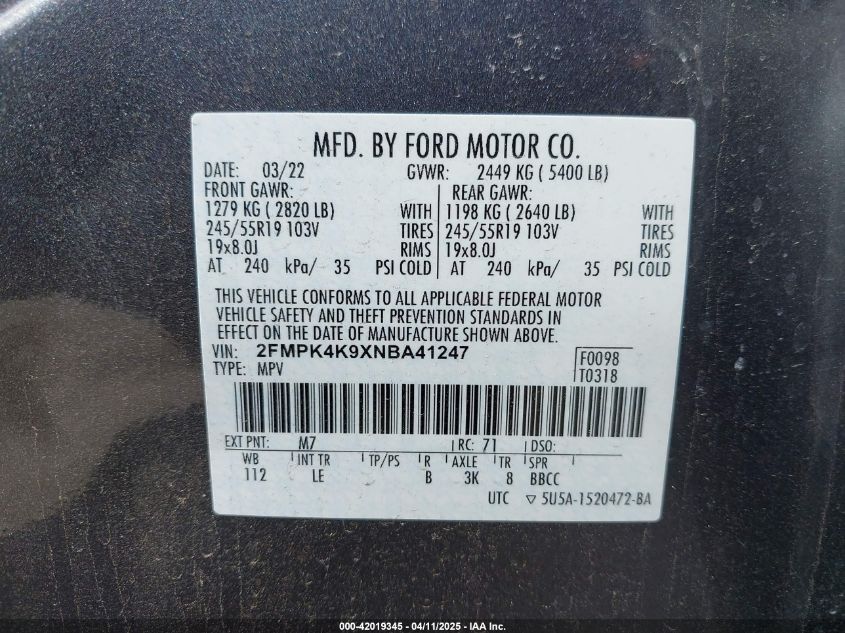 MFD. BY FORD MOTOR CO.
DATE: 03/22 GVWR: 2449 KG ( 5400 LB)
FRONT GAWR: REAR GAWR:
1279 KG ( 2820 LB) WITH 1198 KG ( 2640 LB) WITH
245/55R19 103V TIRES 245/55R19 103V TIRES
19x8.0J RIMS 19x8.0J RIMS
AT 240 kPa/ 35 PSI COLD AT 240 kPa/ 35 PSI COLD
THIS VEHICLE CONFORMS TO ALL APPLICABLE FEDERAL MOTOR
VEHICLE SAFETY AND THEFT PREVENTION STANDARDS IN
EFFECT ON THE DATE OF MANUFACTURE SHOWN ABOVE.
VIN: 2FMPK4K9XNBA41247 F0098
TYPE: MPV T0318
EXT PNT: M7 RC: 71 DSO:
WB INT TR TP/PS R AXLE TR SPR
112 LE B 3K 8 BBCC
UTC ▽ 5U5A-1520472-BA
000-42019345 - 04/11/2025 - IAA Inc.